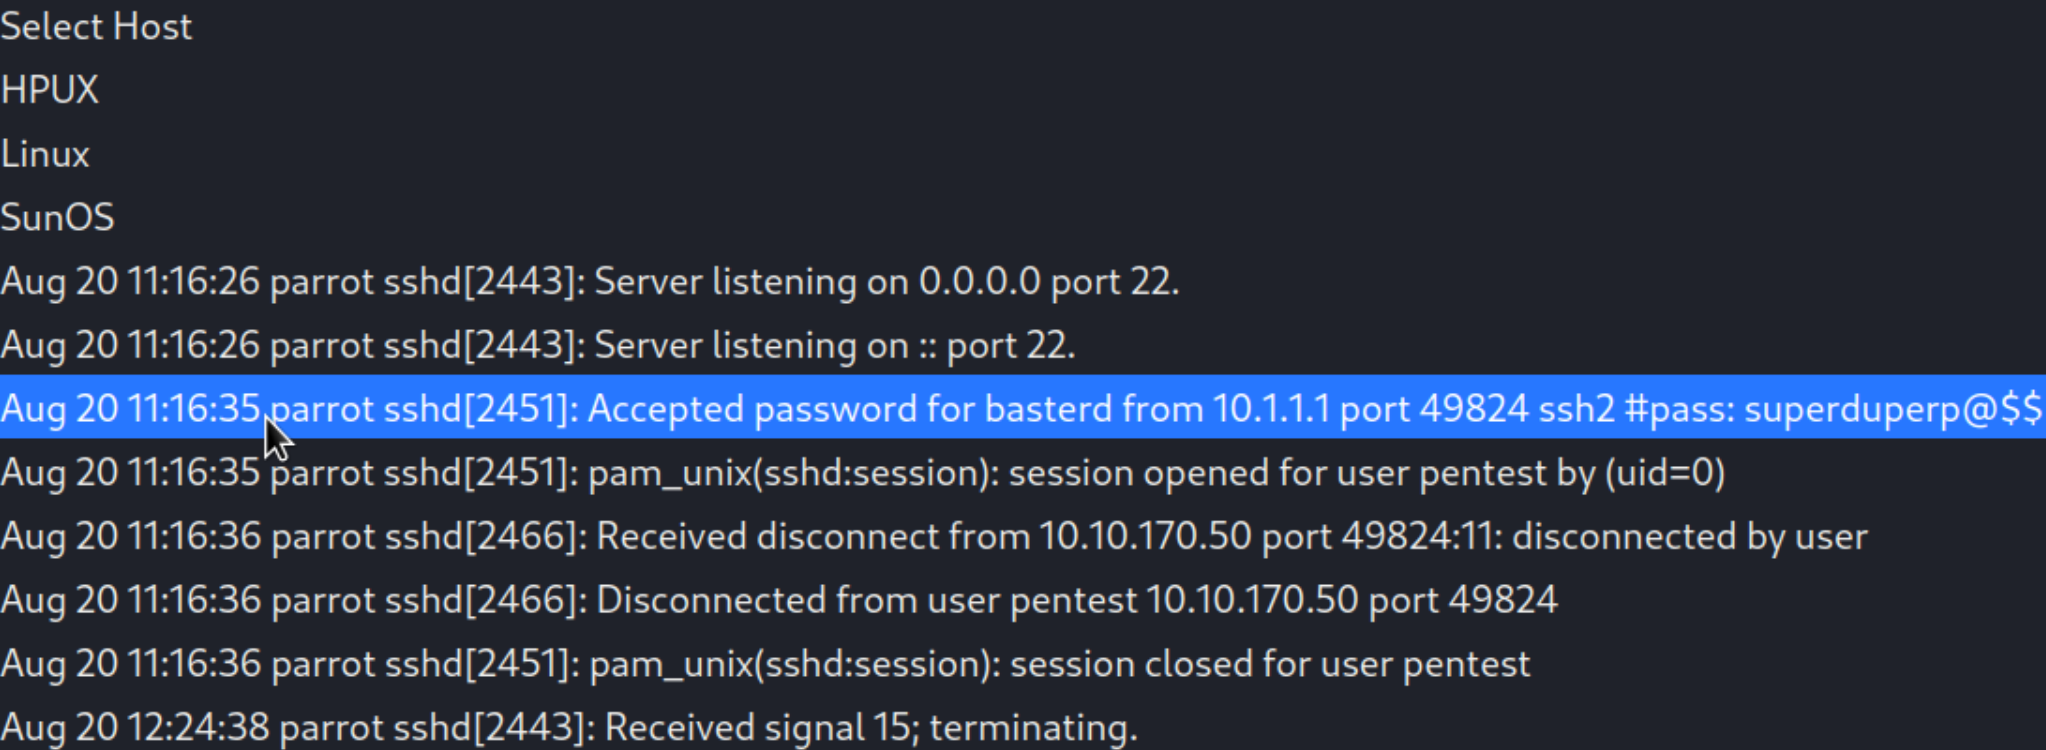 Select Host
HPUX
Linux
SunOS
Aug 20 11:16:26 parrot sshd[2443]: Server listening on 0.0.0.0 port 22.
Aug 20 11:16:26 parrot sshd[2443]: Server listening on :: port 22.
Aug 20 11:16:35 parrot sshd[2451]: Accepted password for basterd from 10.1.1.1 port 49824 ssh2 #pass: superduperp@$$
Aug 20 11:16:35 parrot sshd[2451]: pam_unix(sshd:session): session opened for user pentest by (uid=0)
Aug 20 11:16:36 parrot sshd[2466]: Received disconnect from 10.10.170.50 port 49824:11: disconnected by user
Aug 20 11:16:36 parrot sshd[2466]: Disconnected from user pentest 10.10.170.50 port 49824
Aug 20 11:16:36 parrot sshd[2451]: pam_unix(sshd:session): session closed for user pentest
Aug 20 12:24:38 parrot sshd[2443]: Received signal 15; terminating.